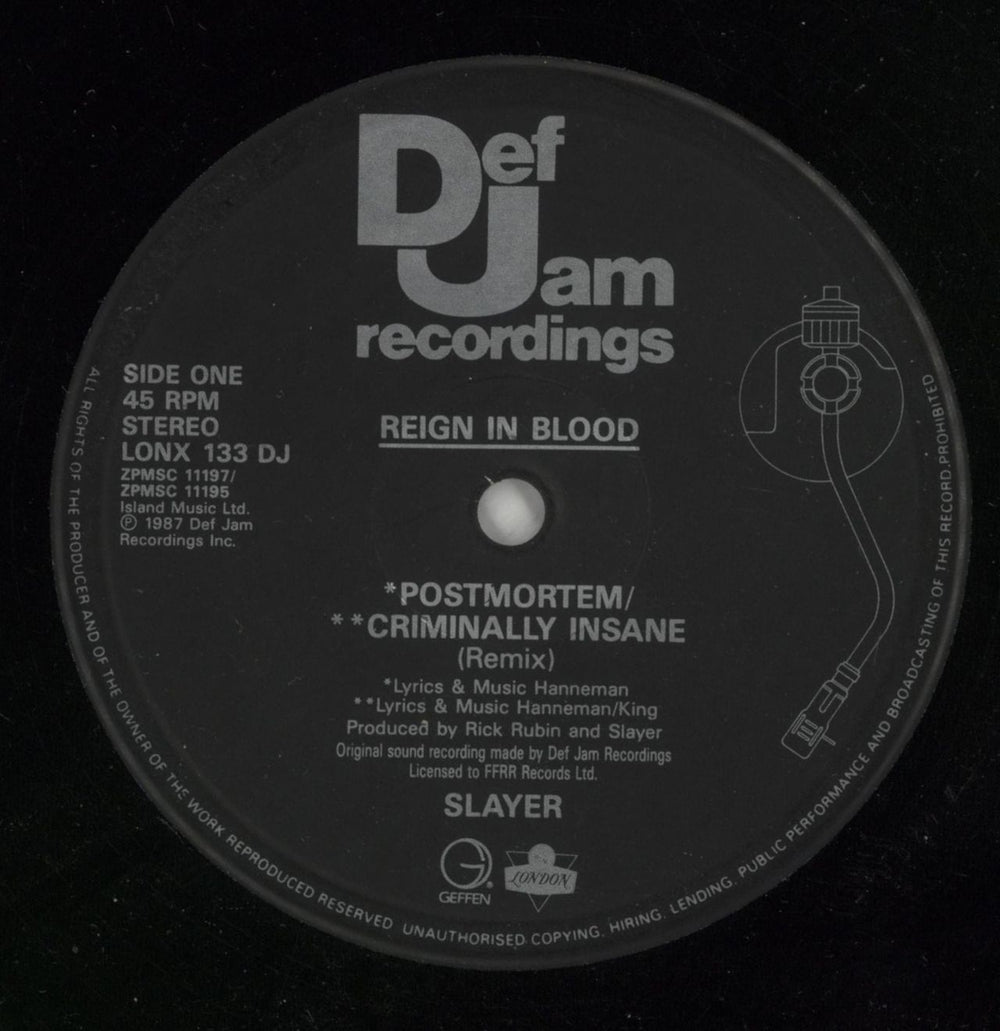 Def Jam
recordings
SIDE ONE
45 RPM
STEREO
LONX 133 DJ
ZPMSC 11197/
ZPMSC 11195
Island Music Ltd.
℗ 1987 Def Jam
Recordings Inc.
REIGN IN BLOOD
*POSTMORTEM/
**CRIMINALLY INSANE
(Remix)
*Lyrics & Music Hanneman
**Lyrics & Music Hanneman/King
Produced by Rick Rubin and Slayer
Original sound recording made by Def Jam Recordings
Licensed to FFRR Records Ltd.
SLAYER
GEFFEN
LONDON
ALL RIGHTS OF THE PRODUCER AND OF THE OWNER OF THE WORK REPRODUCED RESERVED UNAUTHORISED COPYING, HIRING, LENDING, PUBLIC PERFORMANCE AND BROADCASTING OF THIS RECORD PROHIBITED